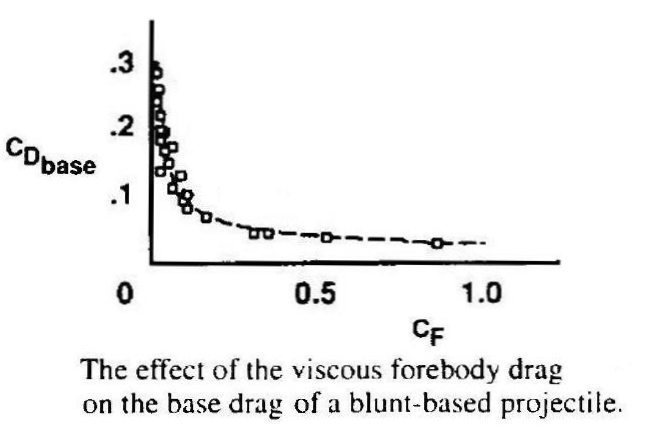 .3
.2
C_Dbase
.1
0 0.5 1.0
C_F
The effect of the viscous forebody drag
on the base drag of a blunt-based projectile.